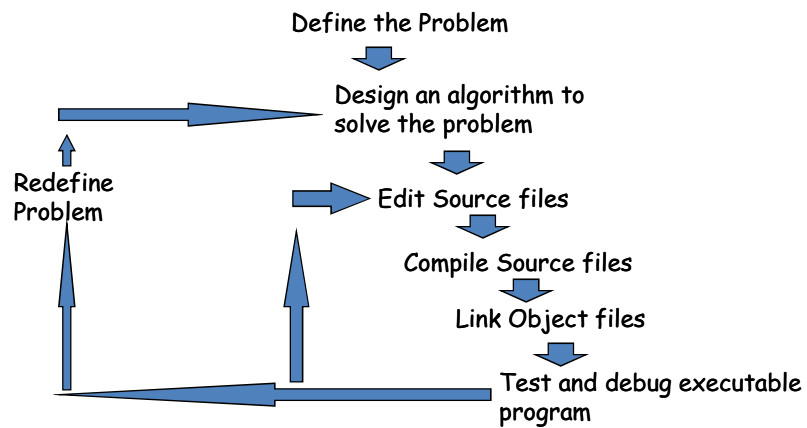 Define the Problem
Design an algorithm to
solve the problem
Redefine
Problem
Edit Source files
Compile Source files
Link Object files
Test and debug executable
program